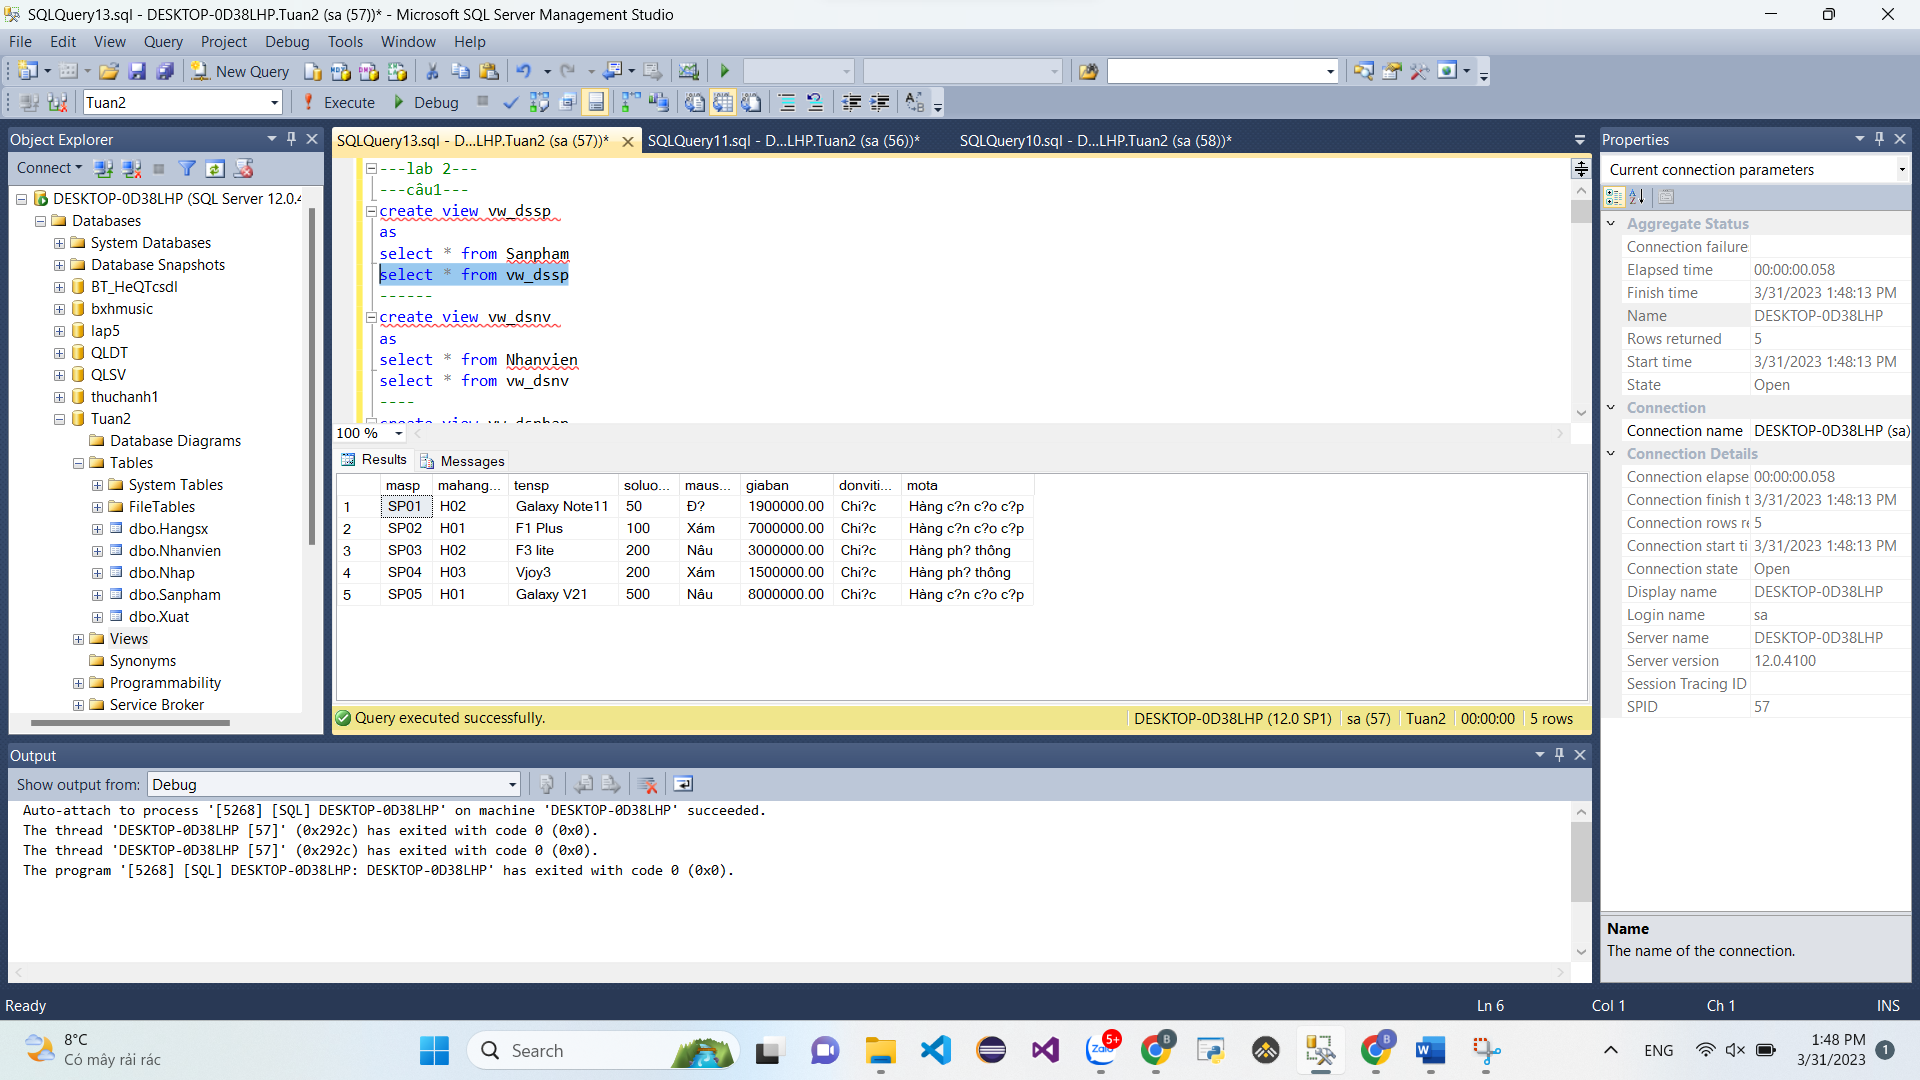 SQLQuery13.sql - DESKTOP-0D38LHP.Tuan2 (sa (57))* - Microsoft SQL Server Management Studio
File Edit View Query Project Debug Tools Window Help
New Query
Tuan2 Execute Debug
Object Explorer
Connect
DESKTOP-0D38LHP (SQL Server 12.0.4
Databases
System Databases
Database Snapshots
BT_HeQTcsdl
bxhmusic
lap5
QLDT
QLSV
thuchanh1
Tuan2
Database Diagrams
Tables
System Tables
FileTables
dbo.Hangsx
dbo.Nhanvien
dbo.Nhap
dbo.Sanpham
dbo.Xuat
Views
Synonyms
Programmability
Service Broker
SQLQuery13.sql - D...LHP.Tuan2 (sa (57))* SQLQuery11.sql - D...LHP.Tuan2 (sa (56))* SQLQuery10.sql - D...LHP.Tuan2 (sa (58))*
---lab 2---
---câu1---
create view vw_dssp
as
select * from Sanpham
select * from vw_dssp
------
create view vw_dsnv
as
select * from Nhanvien
select * from vw_dsnv
----
100 %
Results Messages
masp mahang... tensp soluo... maus... giaban donviti... mota
1 SP01 H02 Galaxy Note11 50 Đ? 1900000.00 Chi?c Hàng c?n c?o c?p
2 SP02 H01 F1 Plus 100 Xám 7000000.00 Chi?c Hàng c?n c?o c?p
3 SP03 H02 F3 lite 200 Nâu 3000000.00 Chi?c Hàng ph? thông
4 SP04 H03 Vjoy3 200 Xám 1500000.00 Chi?c Hàng ph? thông
5 SP05 H01 Galaxy V21 500 Nâu 8000000.00 Chi?c Hàng c?n c?o c?p
Query executed successfully. DESKTOP-0D38LHP (12.0 SP1) sa (57) Tuan2 00:00:00 5 rows
Properties
Current connection parameters
Aggregate Status
Connection failure
Elapsed time 00:00:00.058
Finish time 3/31/2023 1:48:13 PM
Name DESKTOP-0D38LHP
Rows returned 5
Start time 3/31/2023 1:48:13 PM
State Open
Connection
Connection name DESKTOP-0D38LHP (sa)
Connection Details
Connection elapse 00:00:00.058
Connection finish t 3/31/2023 1:48:13 PM
Connection rows re 5
Connection start ti 3/31/2023 1:48:13 PM
Connection state Open
Display name DESKTOP-0D38LHP
Login name sa
Server name DESKTOP-0D38LHP
Server version 12.0.4100
Session Tracing ID
SPID 57
Name
The name of the connection.
Output
Show output from: Debug
Auto-attach to process '[5268] [SQL] DESKTOP-0D38LHP' on machine 'DESKTOP-0D38LHP' succeeded.
The thread 'DESKTOP-0D38LHP [57]' (0x292c) has exited with code 0 (0x0).
The thread 'DESKTOP-0D38LHP [57]' (0x292c) has exited with code 0 (0x0).
The program '[5268] [SQL] DESKTOP-0D38LHP: DESKTOP-0D38LHP' has exited with code 0 (0x0).
Ready Ln 6 Col 1 Ch 1 INS
8°C
Có mây rải rác
Search
Zalo
5+
B
B
ENG
1:48 PM
3/31/2023
1